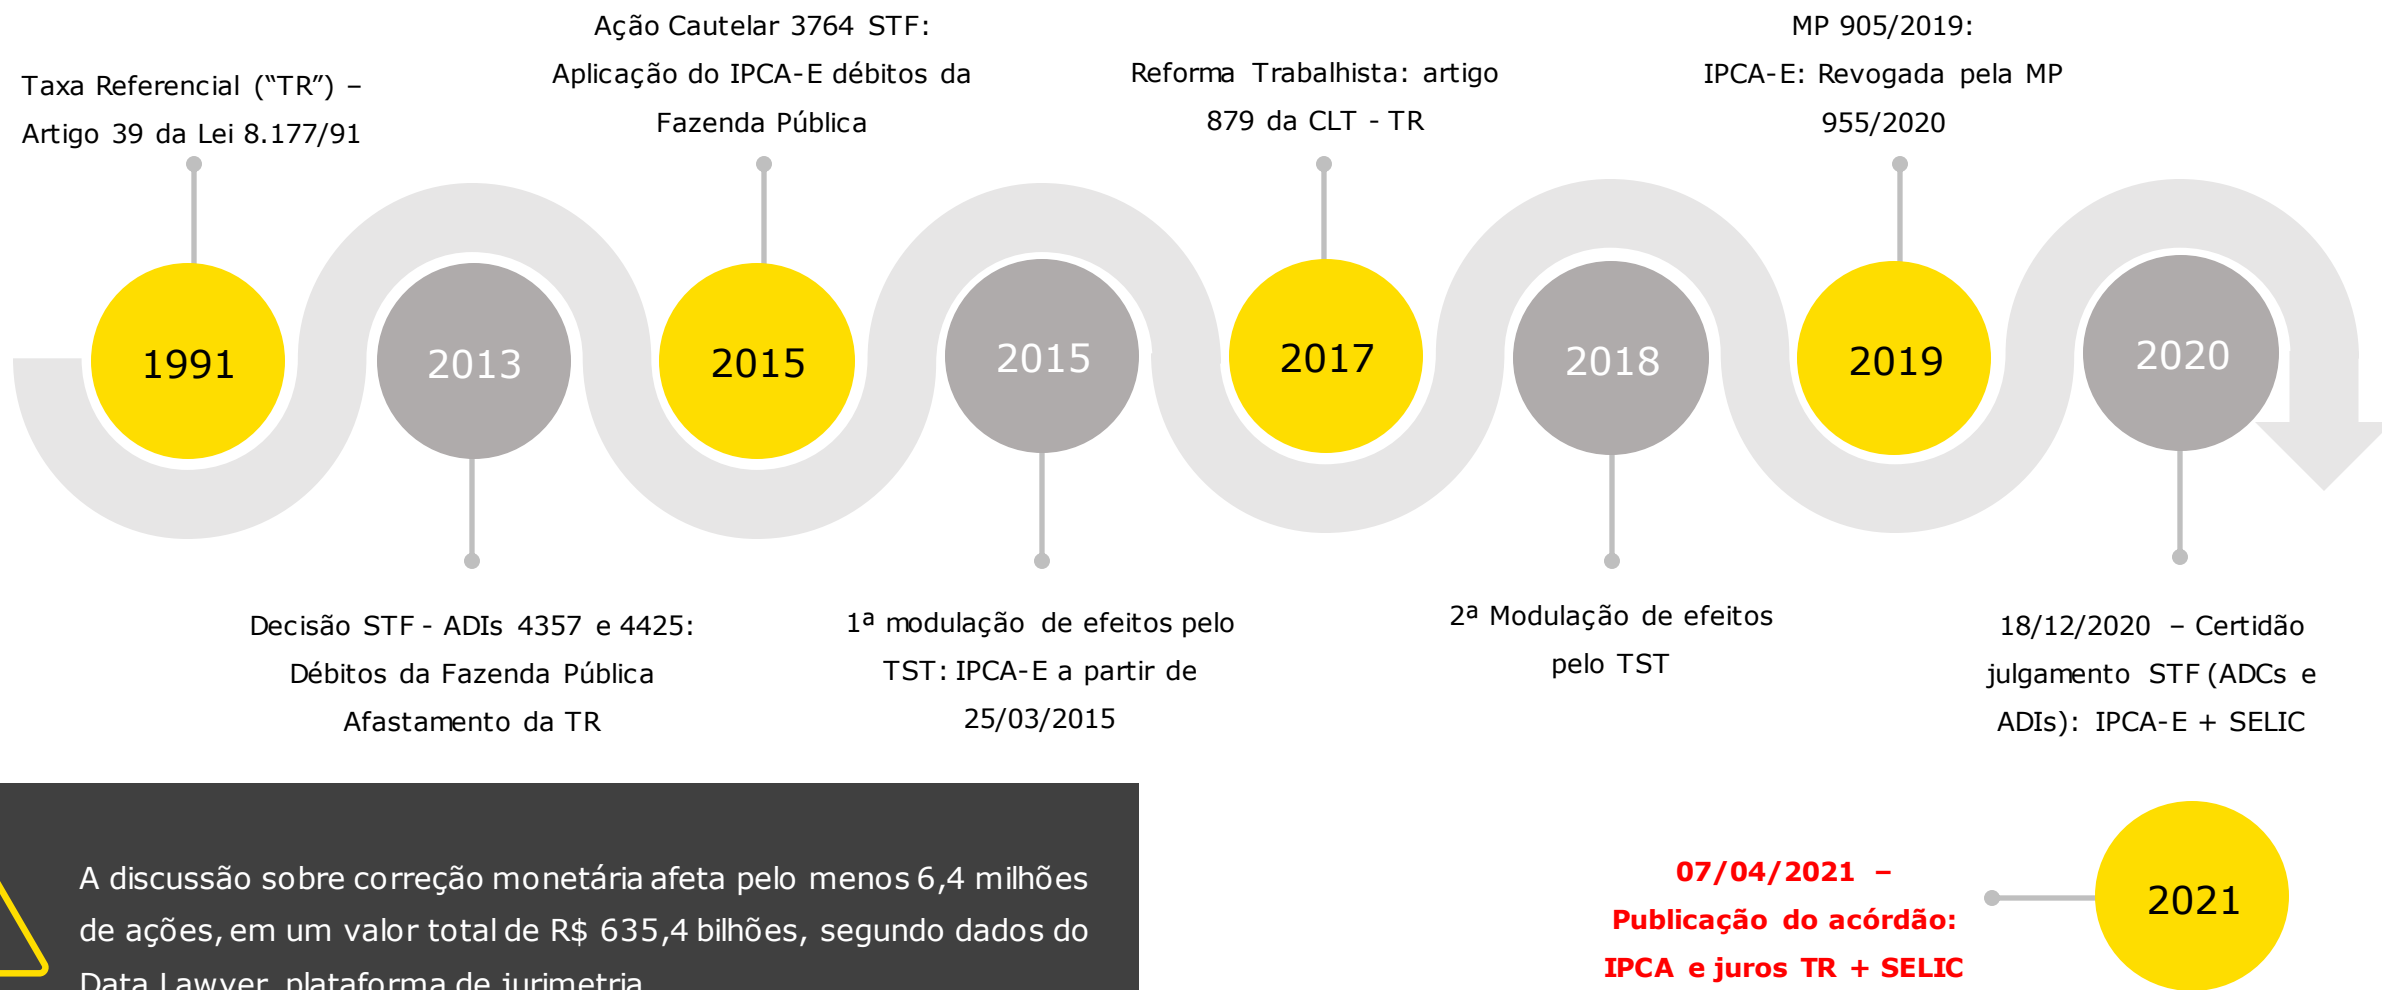 Taxa Referencial ("TR") –
Artigo 39 da Lei 8.177/91
Ação Cautelar 3764 STF:
Aplicação do IPCA-E débitos da
Fazenda Pública
Reforma Trabalhista: artigo
879 da CLT - TR
MP 905/2019:
IPCA-E: Revogada pela MP
955/2020
1991
2013
2015
2015
2017
2018
2019
2020
Decisão STF - ADIs 4357 e 4425:
Débitos da Fazenda Pública
Afastamento da TR
1ª modulação de efeitos pelo
TST: IPCA-E a partir de
25/03/2015
2ª Modulação de efeitos
pelo TST
18/12/2020 – Certidão
julgamento STF (ADCs e
ADIs): IPCA-E + SELIC
A discussão sobre correção monetária afeta pelo menos 6,4 milhões
de ações, em um valor total de R$ 635,4 bilhões, segundo dados do
Data Lawyer, plataforma de jurimetria
07/04/2021 –
Publicação do acórdão:
IPCA e juros TR + SELIC
2021